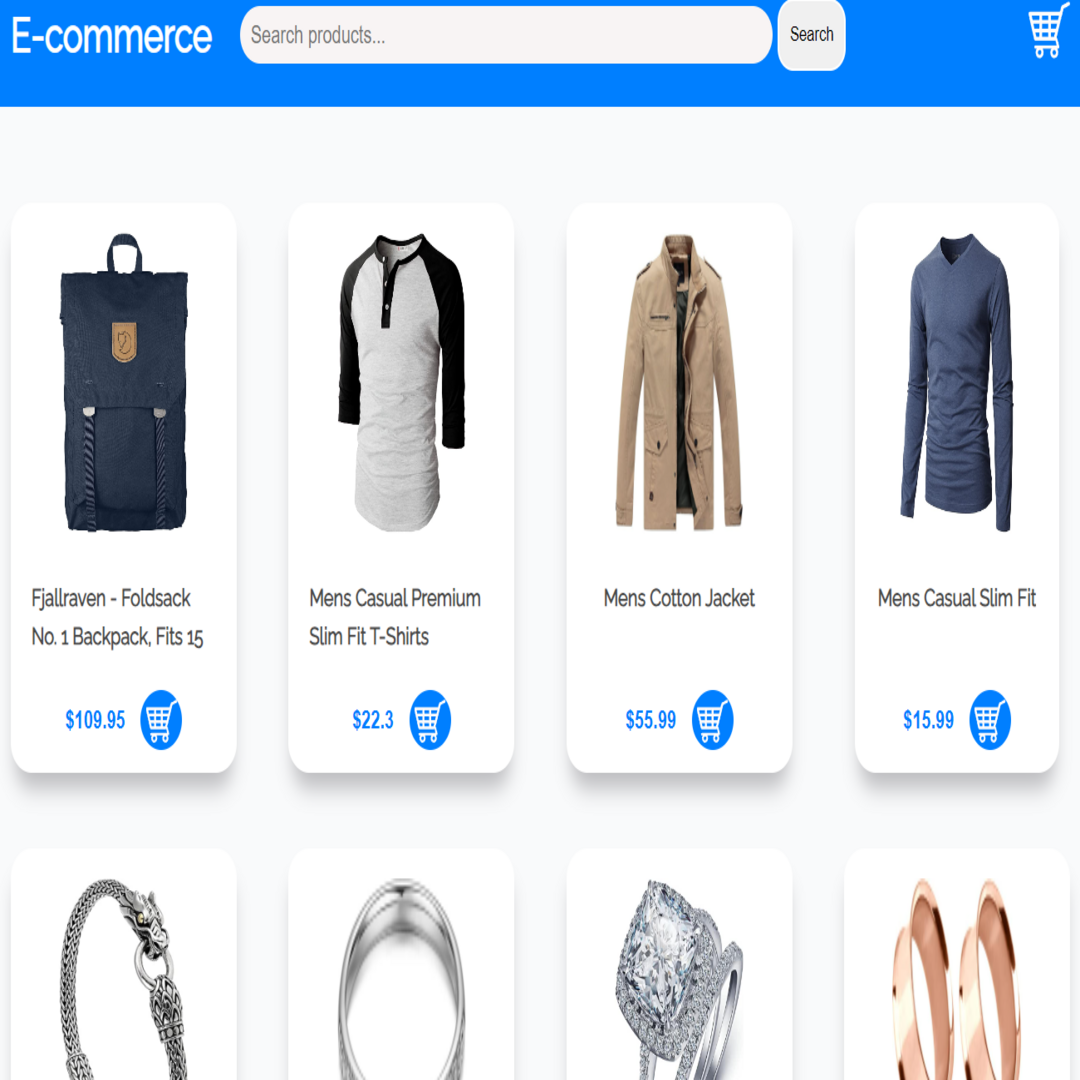 E-commerce
Search products...
Search
Fjallraven - Foldsack
No. 1 Backpack, Fits 15
Mens Casual Premium
Slim Fit T-Shirts
Mens Cotton Jacket
Mens Casual Slim Fit
$109.95
$22.3
$55.99
$15.99